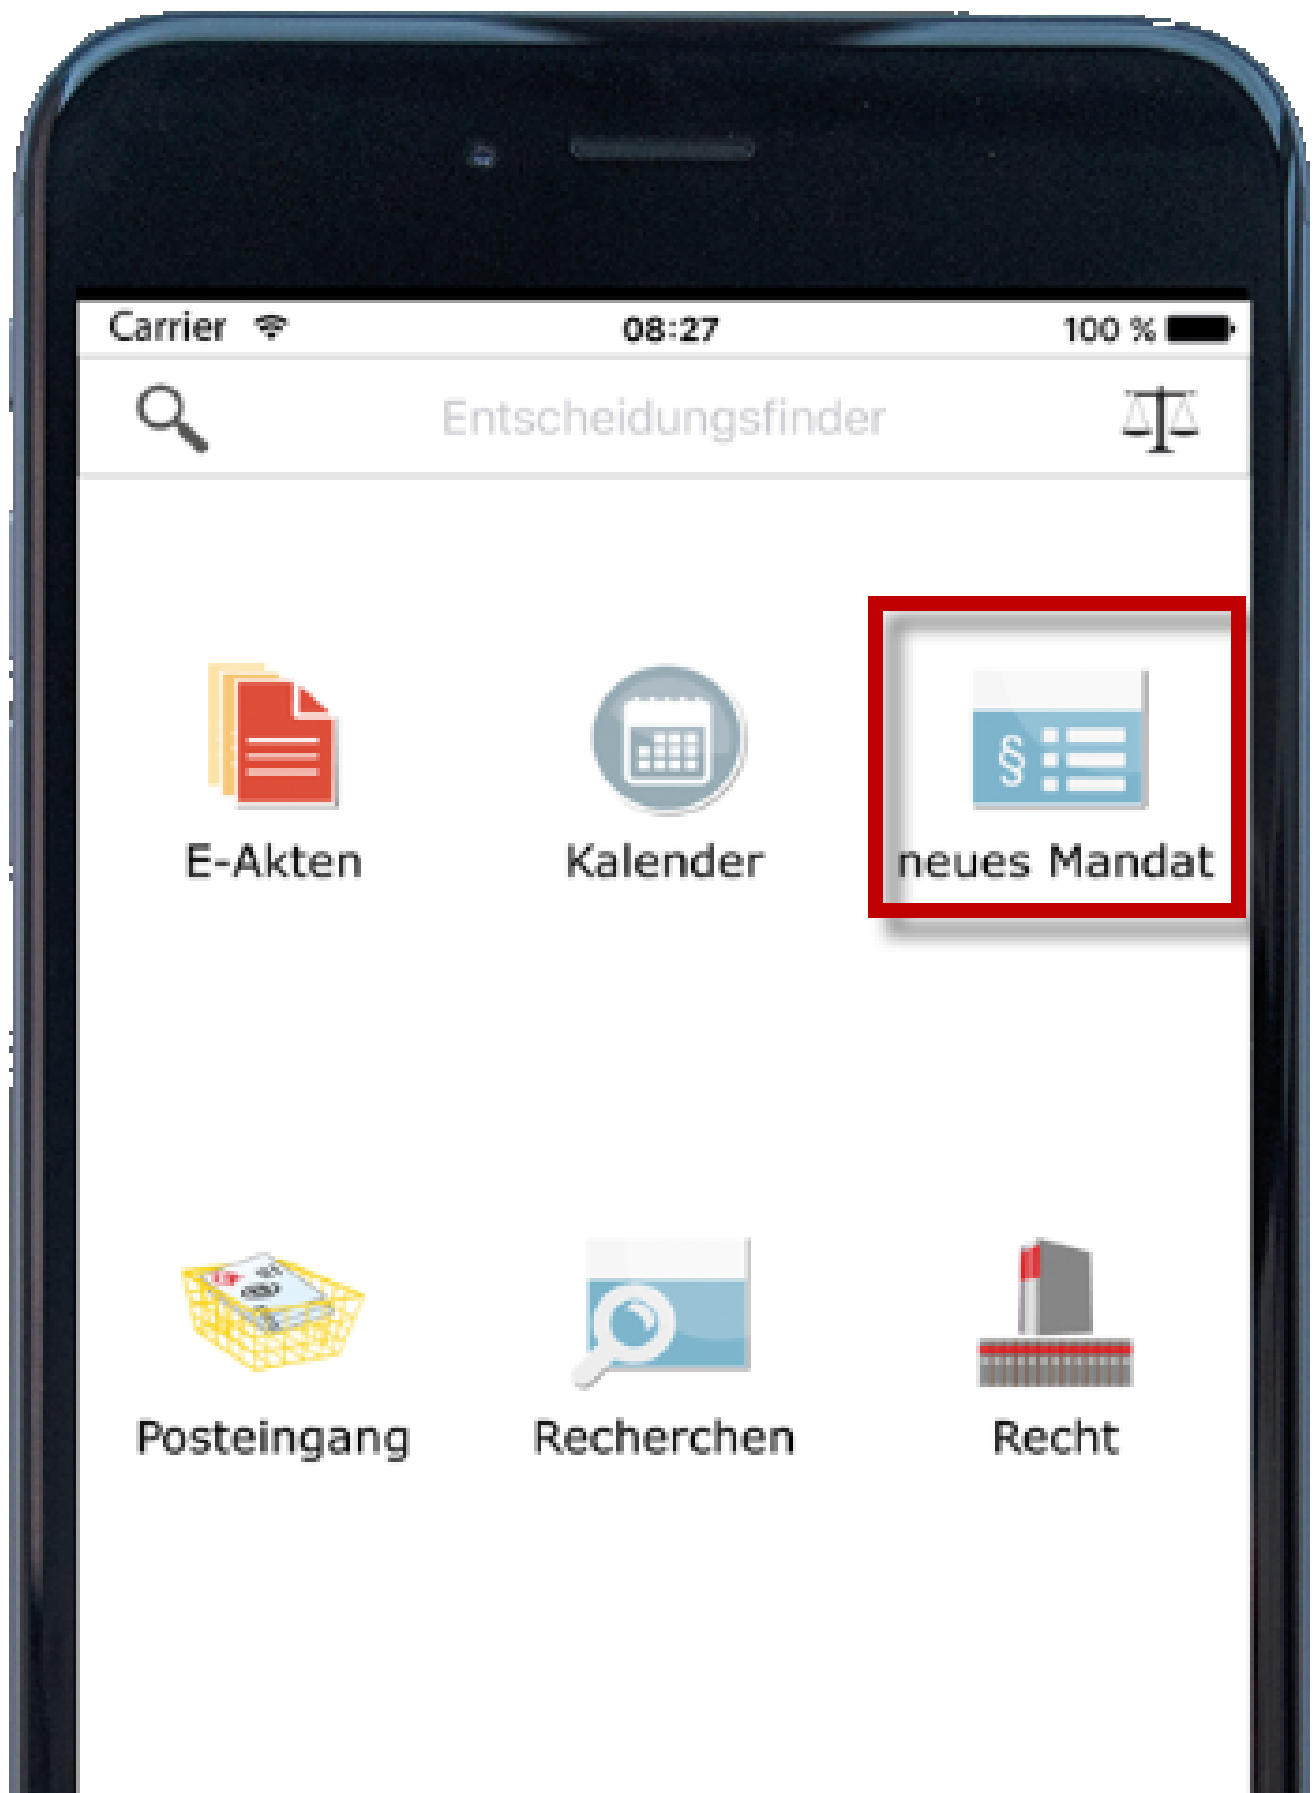 Carrier 08:27 100 %
Entscheidungsfinder
E-Akten Kalender neues Mandat
§
Posteingang Recherchen Recht